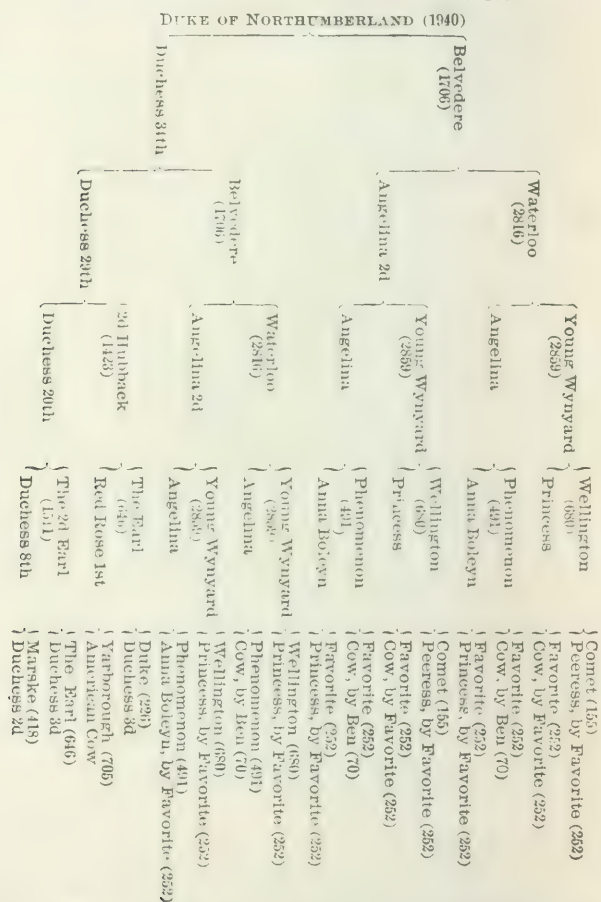 DUKE OF NORTHUMBERLAND (1940)
Belvedere
(1706)
Duchess 34th
Waterloo
(2816)
Angelina 2d
Belvedere
(1706)
Duchess 29th
Young Wynyard
(2859)
Angelina
Young Wynyard
(2859)
Angelina
Waterloo
(2816)
Angelina 2d
2d Hubback
(1423)
Duchess 20th
Wellington
(680)
Princess
Phenomenon
(491)
Anna Boleyn
Wellington
(680)
Princess
Phenomenon
(491)
Anna Boleyn
Young Wynyard
(2859)
Angelina
Young Wynyard
(2859)
Angelina
The Earl
(646)
Red Rose 1st
The 2d Earl
(1511)
Duchess 8th
Comet (155)
Peeress, by Favorite (252)
Favorite (252)
Cow, by Favorite (252)
Favorite (252)
Cow, by Ben (70)
Favorite (252)
Princess, by Favorite (252)
Comet (155)
Peeress, by Favorite (252)
Favorite (252)
Cow, by Favorite (252)
Favorite (252)
Cow, by Ben (70)
Favorite (252)
Princess, by Favorite (252)
Wellington (680)
Princess, by Favorite (252)
Phenomenon (491)
Cow, by Ben (70)
Wellington (680)
Princess, by Favorite (252)
Phenomenon (491)
Anna Boleyn, by Favorite (252)
Duke (226)
Duchess 3d
Yarborough (705)
American Cow
The Earl (646)
Duchess 3d
Marske (418)
Duchess 2d